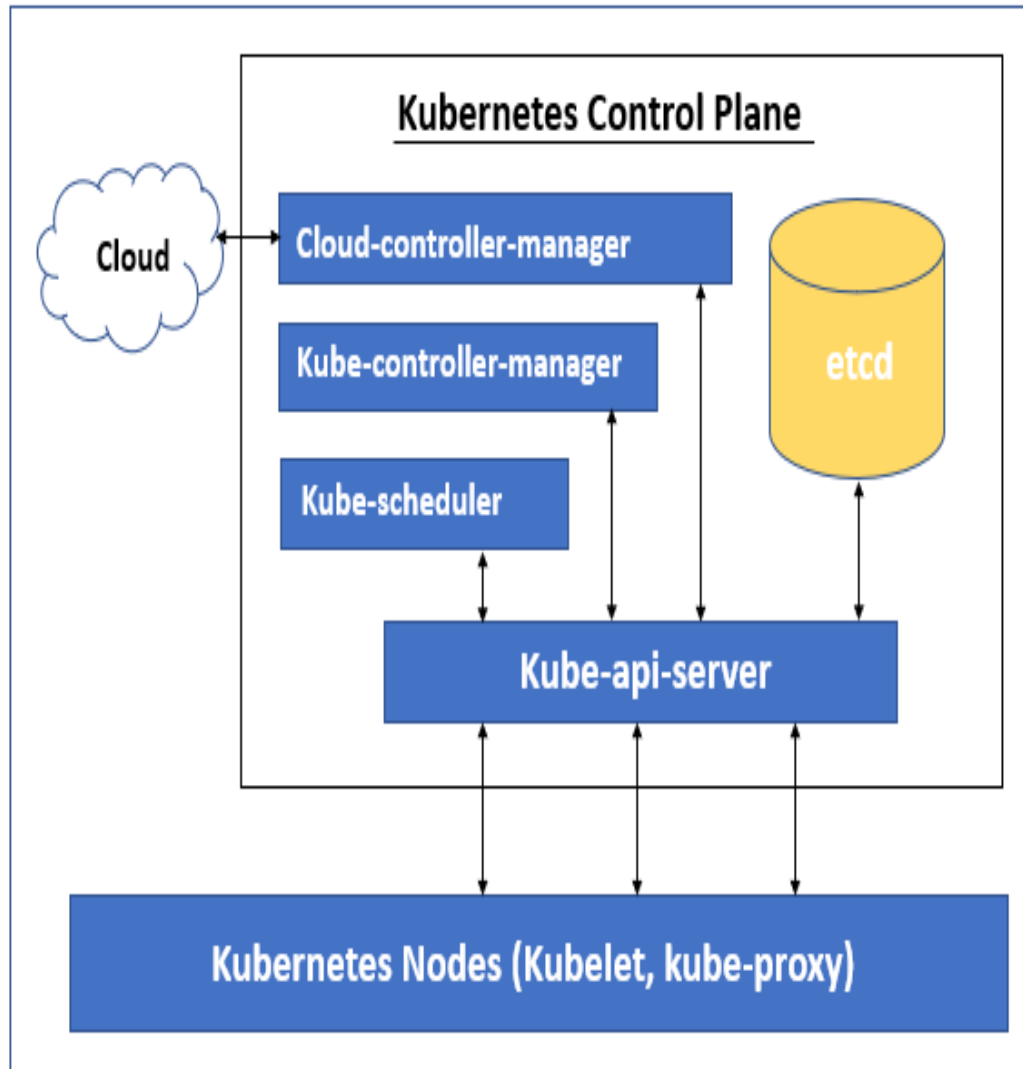 Kubernetes Control Plane
Cloud
Cloud-controller-manager
Kube-controller-manager
etcd
Kube-scheduler
Kube-api-server
Kubernetes Nodes (Kubelet, kube-proxy)